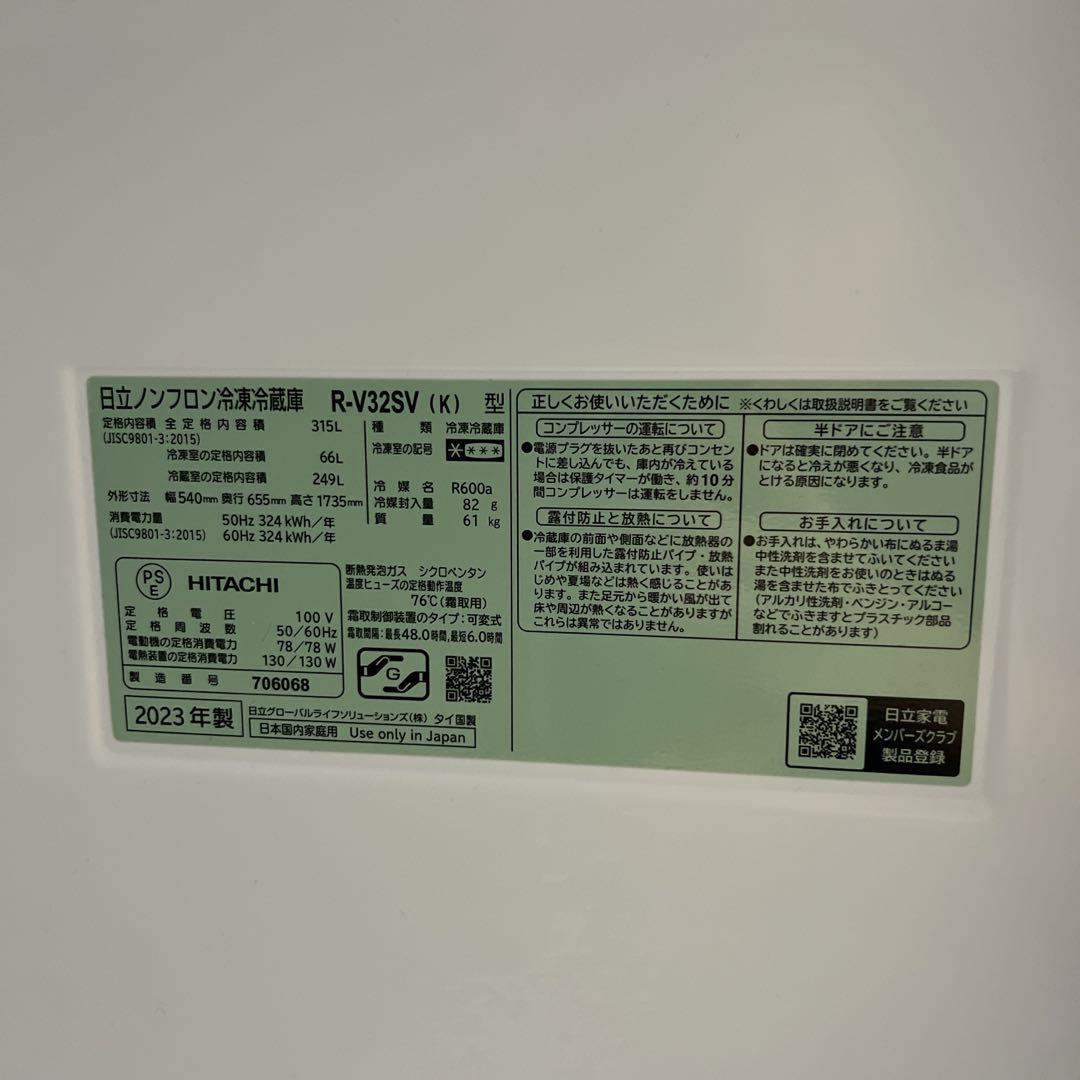 日立ノンフロン冷凍冷蔵庫 R-V32SV (K) 型
定格内容積 全定格内容積 315L
(JISC9801-3:2015)
冷凍室の定格内容積 66L
冷蔵室の定格内容積 249L
外形寸法 幅540mm 奥行655mm 高さ1735mm
消費電力量 50Hz 324kWh/年
(JISC9801-3:2015) 60Hz 324kWh/年
種類 冷凍冷蔵庫
冷凍室の記号 ****
冷媒名 R600a
冷媒封入量 82g
質量 61kg
PS
E
HITACHI
定格電圧 100V
定格周波数 50/60Hz
電動機の定格消費電力 78/78W
電熱装置の定格消費電力 130/130W
製造番号 706068
断熱発泡ガス シクロペンタン
温度ヒューズの定格動作温度
76℃(霜取用)
霜取制御装置のタイプ:可変式
霜取間隔:最長48.0時間,最短6.0時間
G
2023年製
日立グローバルライフソリューションズ(株) タイ国製
日本国内家庭用 Use only in Japan
正しくお使いいただくために ※くわしくは取扱説明書をご覧ください
コンプレッサーの運転について
●電源プラグを抜いたあと再びコンセン
トに差し込んでも、庫内が冷えている
場合は保護タイマーが働き、約10分
間コンプレッサーは運転をしません。
露付防止と放熱について
●冷蔵庫の前面や側面などに放熱器の
一部を利用した露付防止パイプ・放熱
パイプが組み込まれています。使いは
じめや夏場などは熱く感じることがあ
ります。また足元から暖かい風が出て
床や周辺が熱くなることがありますが
これらは異常ではありません。
半ドアにご注意
●ドアは確実に閉めてください。半ドア
になると冷えが悪くなり、冷凍食品が
とける原因になります。
お手入れについて
●お手入れは、やわらかい布にぬるま湯
中性洗剤を含ませてふいてください
また中性洗剤をお使いのときはぬる
湯を含ませた布でふきとってください
(アルカリ性洗剤・ベンジン・アルコー
などでふきますとプラスチック部品
割れることがあります)
日立家電
メンバーズクラブ
製品登録